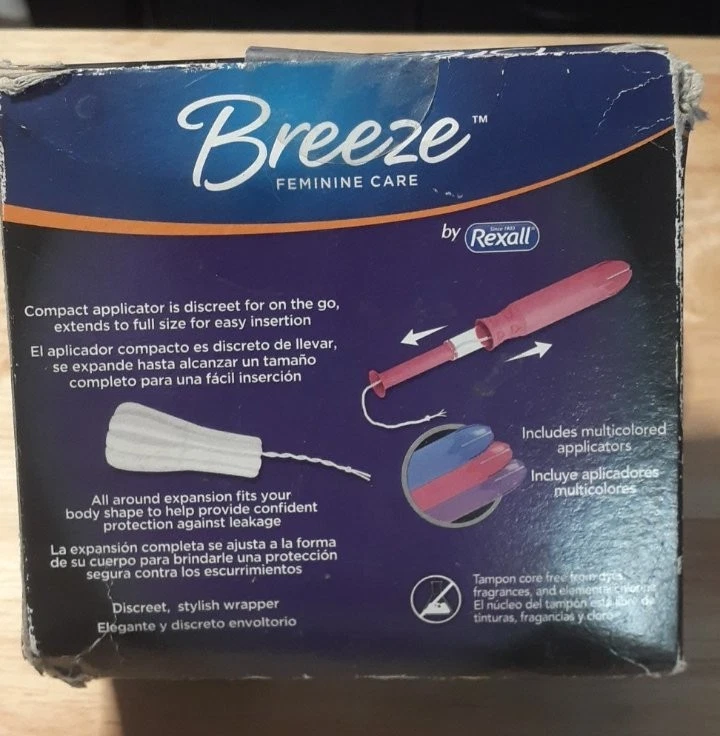 Breeze™
FEMININE CARE
by Rexall
Since 1903
Compact applicator is discreet for on the go,
extends to full size for easy insertion
El aplicador compacto es discreto de llevar,
se expande hasta alcanzar un tamaño
completo para una fácil inserción
Includes multicolored
applicators
Incluye aplicadores
multicolores
All around expansion fits your
body shape to help provide confident
protection against leakage
La expansión completa se ajusta a la forma
de su cuerpo para brindarle una protección
segura contra los escurrimientos
Discreet, stylish wrapper
Elegante y discreto envoltorio
Tampon core free from dyes,
fragrances, and elemental chlorine
El núcleo del tampón está libre de
tinturas, fragancias y cloro